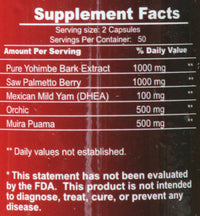 Supplement Facts
Serving size: 2 Capsules
Servings Per Container: 50
Amount Per Serving % Daily Value
Pure Yohimbe Bark Extract 1000 mg **
Saw Palmetto Berry 1000 mg **
Mexican Mild Yam (DHEA) 100 mg **
Orchic 500 mg **
Muira Puama 500 mg **
** Daily values not established.
* This statement has not been evaluated
by the FDA. This product is not intended
to diagnose, treat, cure, or prevent any
disease.